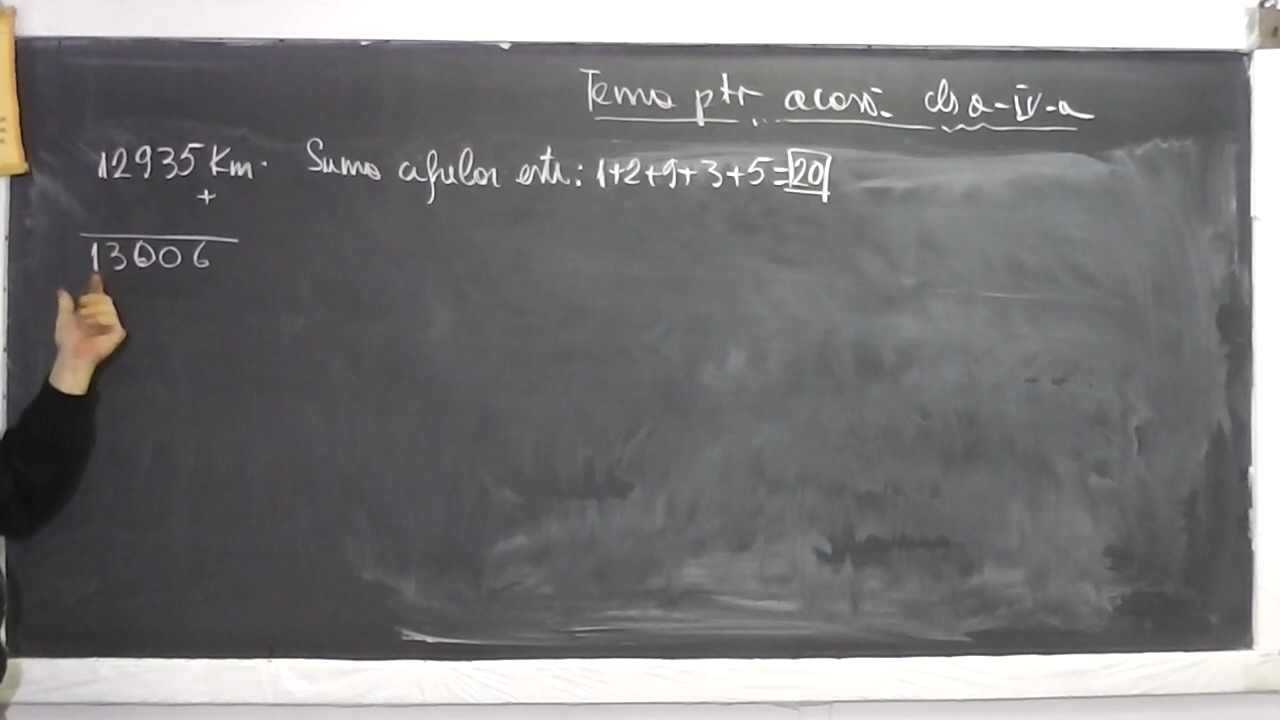 Tema ptr acasă cls a-IV-a
12935 Km. Suma cifrelor este: 1+2+9+3+5=20
+
13006